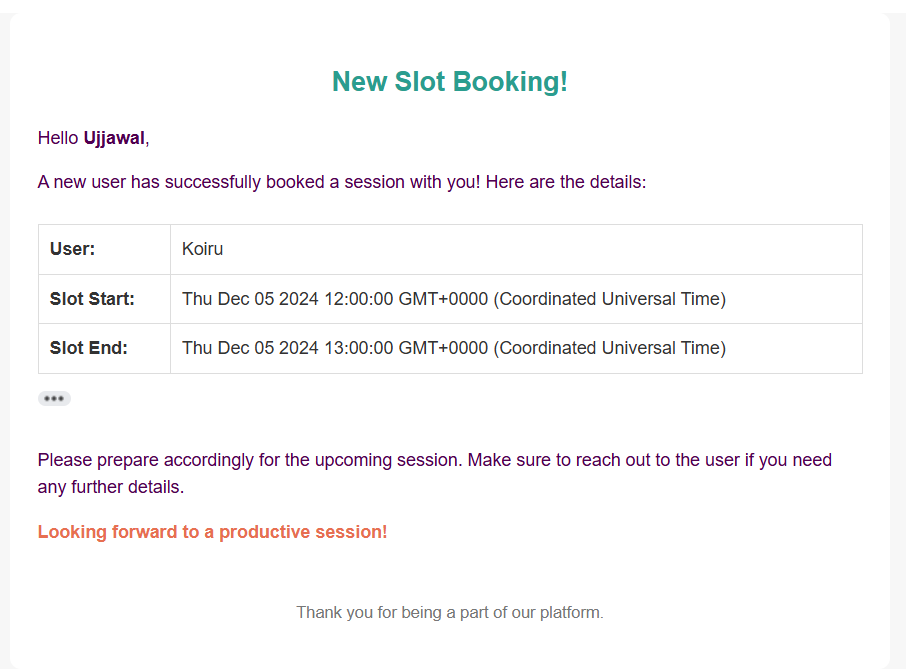 New Slot Booking!
Hello Ujjawal,
A new user has successfully booked a session with you! Here are the details:
User: Koiru
Slot Start: Thu Dec 05 2024 12:00:00 GMT+0000 (Coordinated Universal Time)
Slot End: Thu Dec 05 2024 13:00:00 GMT+0000 (Coordinated Universal Time)
Please prepare accordingly for the upcoming session. Make sure to reach out to the user if you need
any further details.
Looking forward to a productive session!
Thank you for being a part of our platform.